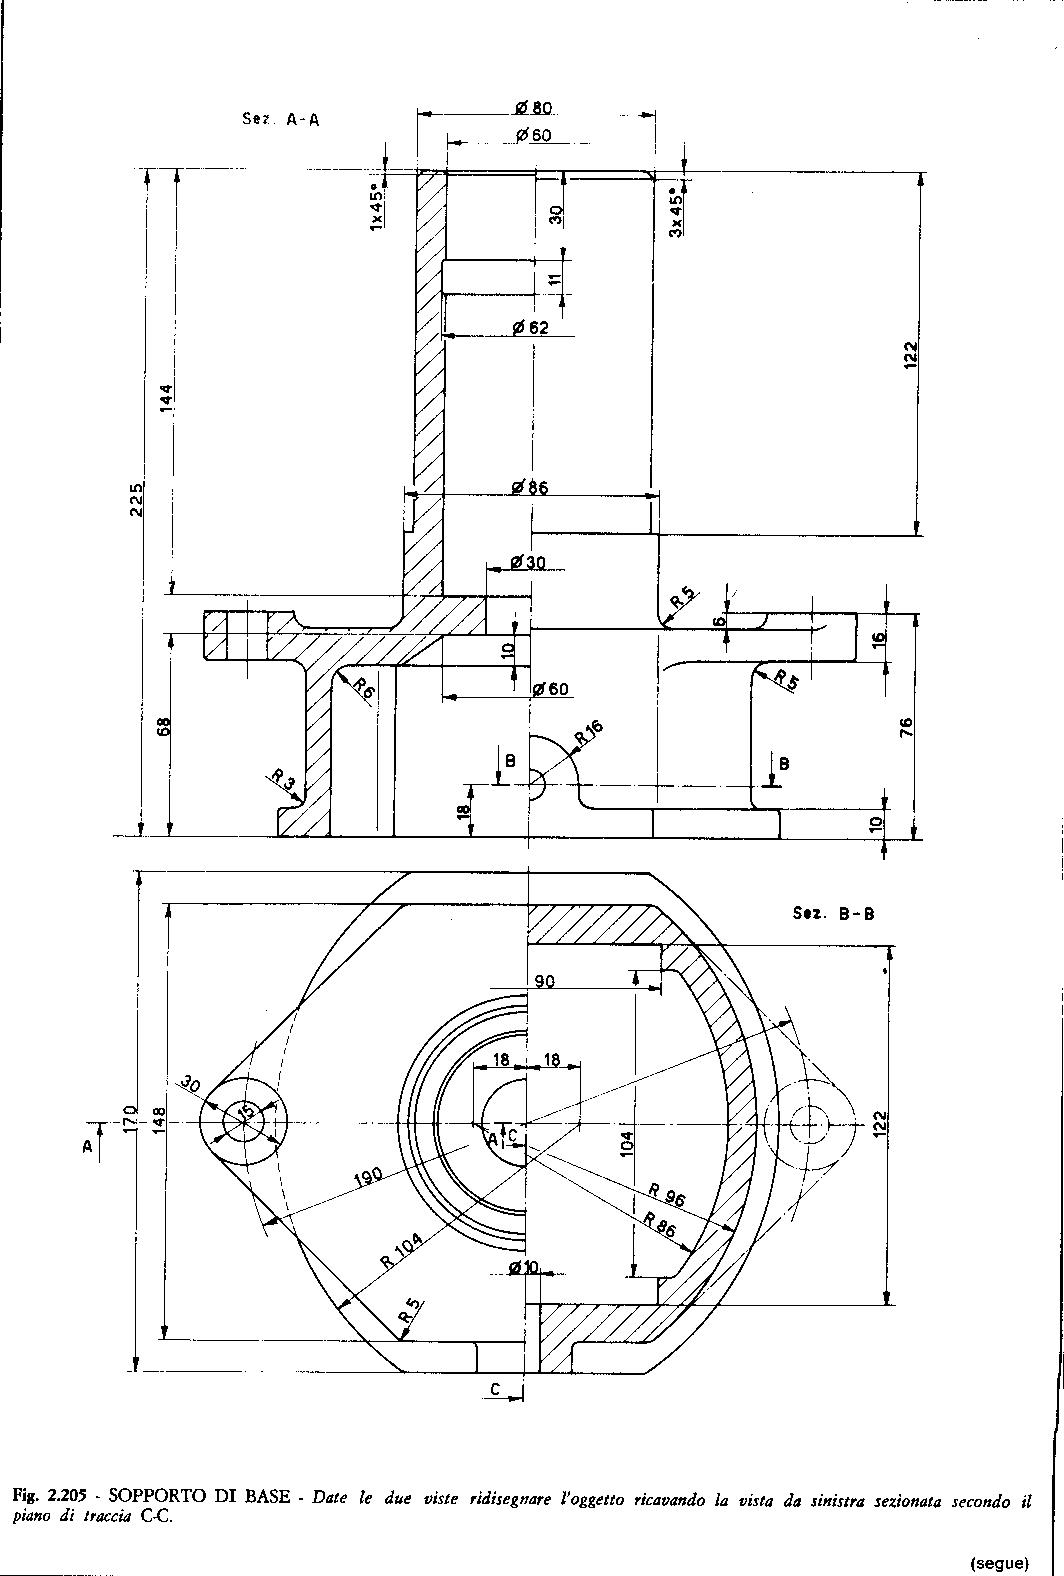 Sez. A-A
Ø 80
Ø 60
1x45°
3x45°
30
11
Ø 62
122
144
225
Ø 86
Ø 30
R 5
6
16
10
R 6
Ø 60
R 5
68
76
R 16
B
B
R 3
18
10
Sez. B-B
90
18
18
30
15
170
148
A
A
C
104
122
190
R 96
R 86
R 104
Ø 10
R 5
C
Fig. 2.205 - SOPPORTO DI BASE - Date le due viste ridisegnare l'oggetto ricavando la vista da sinistra sezionata secondo il
piano di traccia C-C.
(segue)